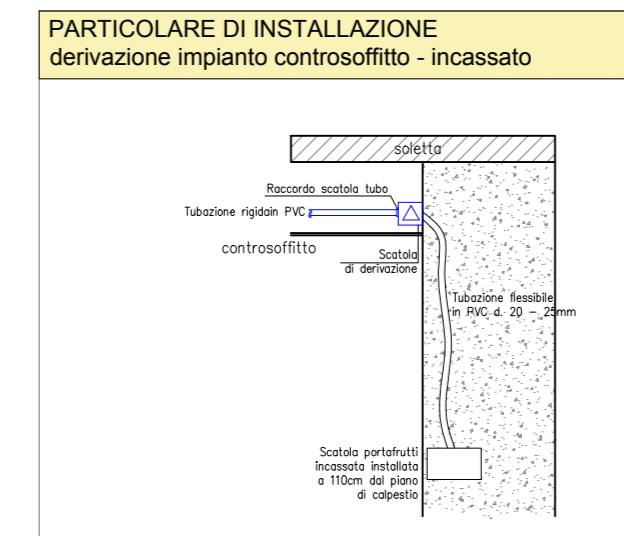 PARTICOLARE DI INSTALLAZIONE
derivazione impianto controsoffitto - incassato
soletta
Raccordo scatola tubo
Tubazione rigidain PVC
controsoffitto
Scatola
di derivazione
Tubazione flessibile
in PVC d. 20 - 25mm
Scatola portafrutti
incassata installata
a 110cm dal piano
di calpestio